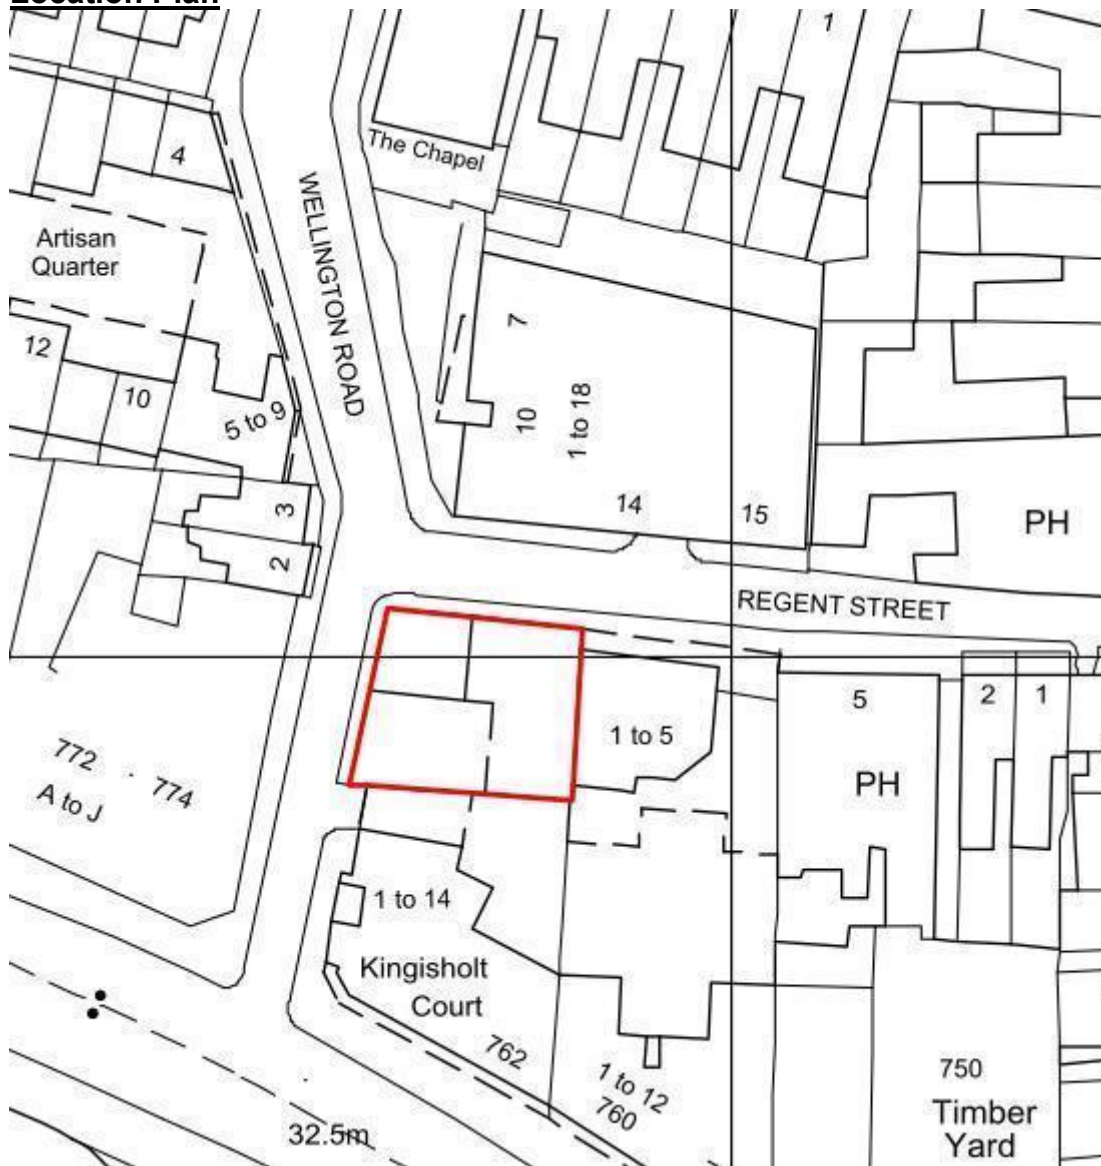 Location Plan
1
The Chapel
4
WELLINGTON ROAD
Artisan
Quarter
7
12
10
10
1 to 18
5 to 9
3
14
15
PH
2
REGENT STREET
5
2
1
1 to 5
772
774
A to J
PH
1 to 14
Kingisholt
Court
762
1 to 12
760
750
Timber
Yard
32.5m